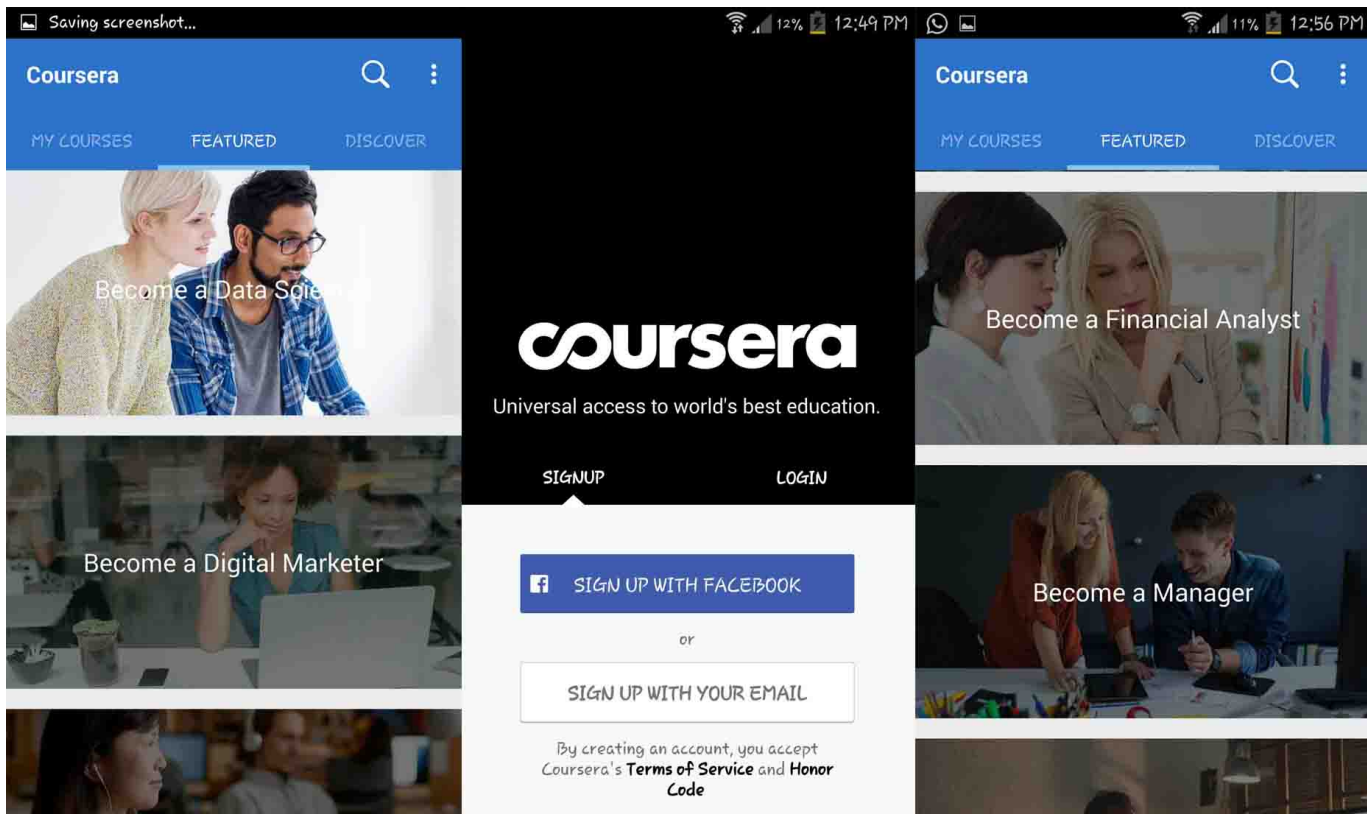 Saving screenshot...
Coursera
MY COURSES FEATURED DISCOVER
Become a Data
Become a Digital Marketer
12% 12:49 PM
coursera
Universal access to world's best education.
SIGNUP LOGIN
SIGN UP WITH FACEBOOK
or
SIGN UP WITH YOUR EMAIL
By creating an account, you accept
Coursera's Terms of Service and Honor
Code
11% 12:56 PM
Coursera
MY COURSES FEATURED DISCOVER
Become a Financial Analyst
Become a Manager